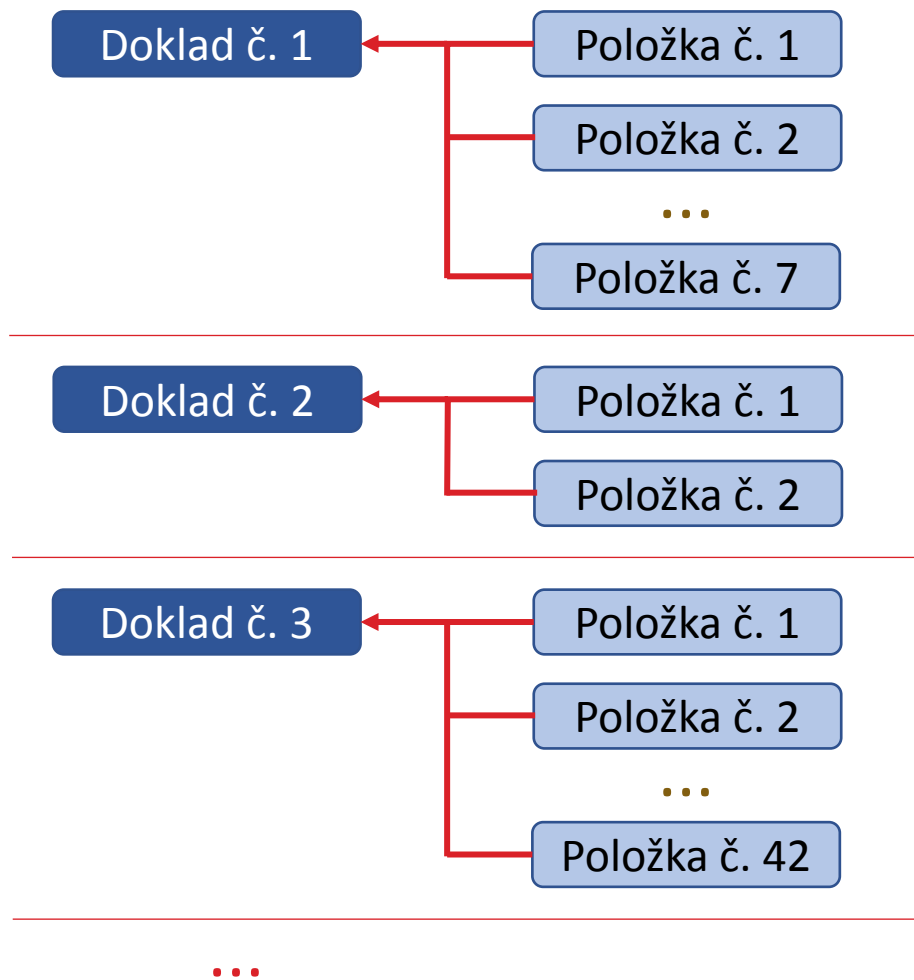 Doklad č. 1
Položka č. 1
Položka č. 2
...
Položka č. 7
Doklad č. 2
Položka č. 1
Položka č. 2
Doklad č. 3
Položka č. 1
Položka č. 2
...
Položka č. 42
...